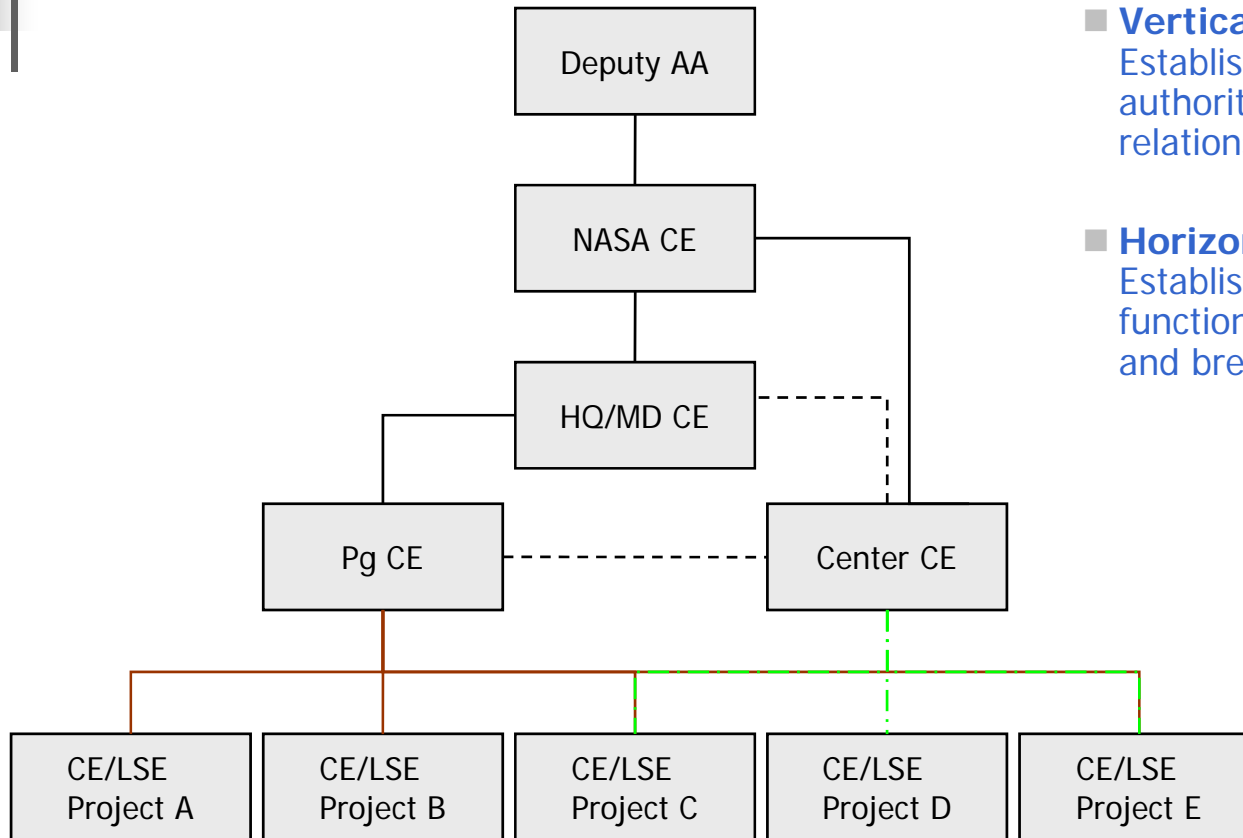 Deputy AA
NASA CE
HQ/MD CE
Pg CE
Center CE
CE/LSE
Project A
CE/LSE
Project B
CE/LSE
Project C
CE/LSE
Project D
CE/LSE
Project E
Vertica
Establis
authorit
relation
Horizo
Establis
function
and bre